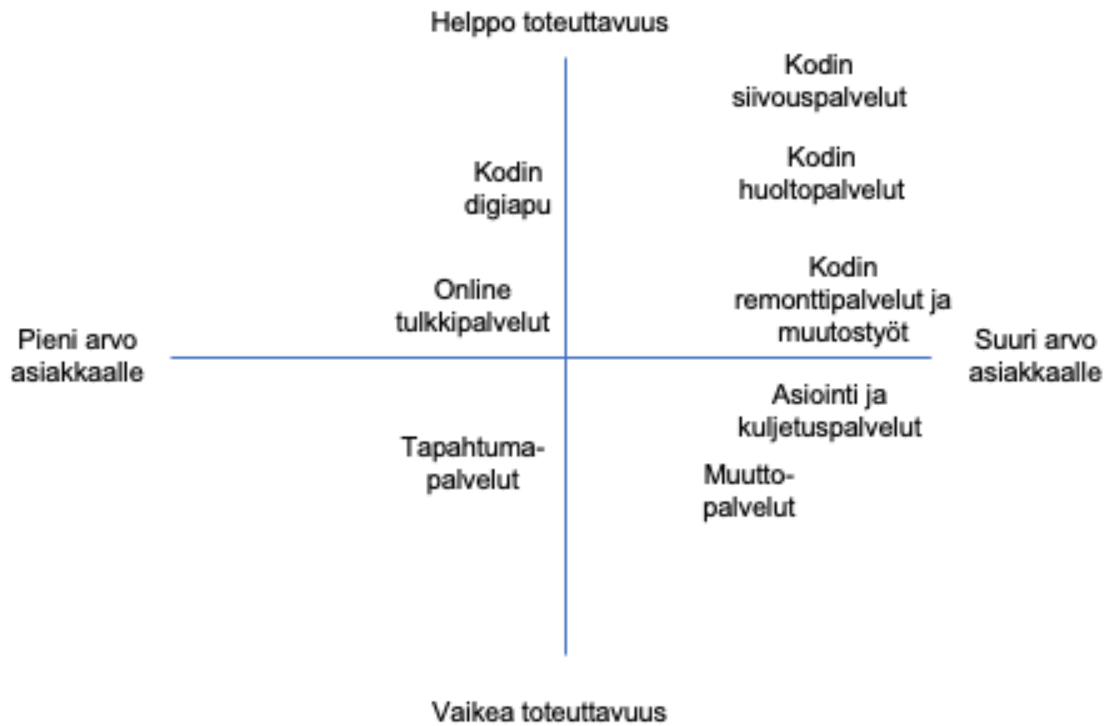 Helppo toteuttavuus
Kodin
siivouspalvelut
Kodin
huoltopalvelut
Kodin
digiapu
Kodin
remonttipalvelut ja
muutostyöt
Online
tulkkipalvelut
Pieni arvo
asiakkaalle
Suuri arvo
asiakkaalle
Asiointi ja
kuljetuspalvelut
Tapahtuma-
palvelut
Muutto-
palvelut
Vaikea toteuttavuus